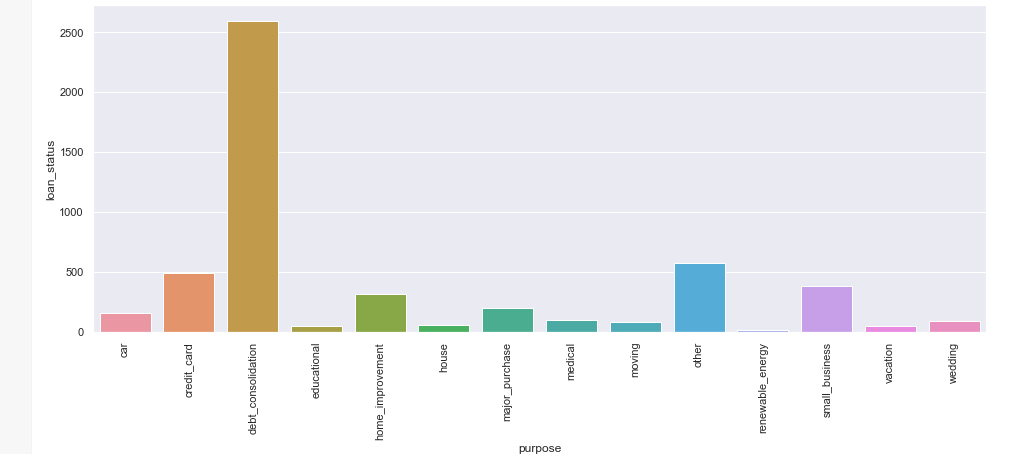 2500
2000
1500
1000
500
0
loan_status
car
credit_card
debt_consolidation
educational
home_improvement
house
major_purchase
medical
moving
other
renewable_energy
small_business
vacation
wedding
purpose